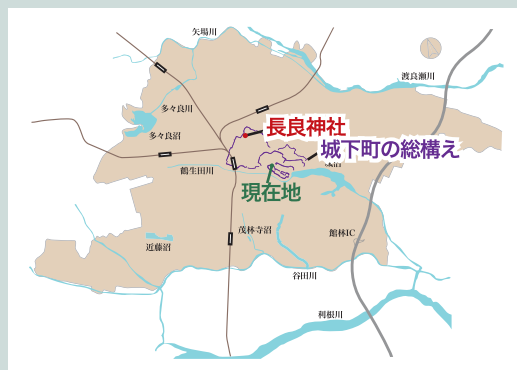 矢場川
渡良瀬川
多々良川
長良神社
多々良沼
城下町の総構え
鶴生田川
現在地
茂林寺沼
館林IC
近藤沼
谷田川
利根川